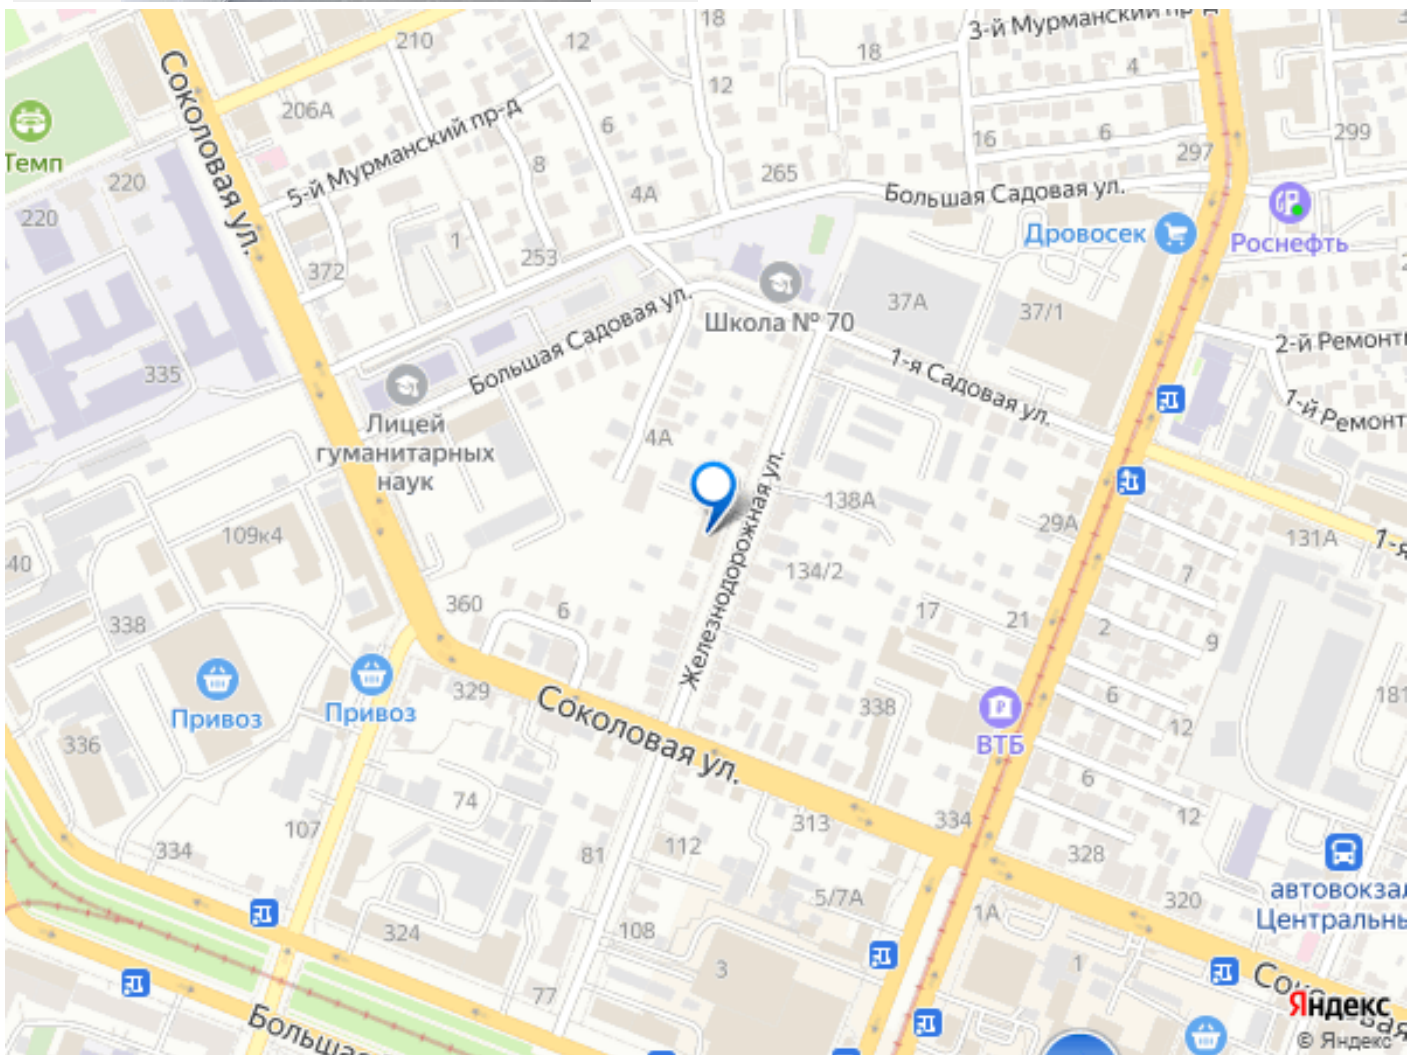 18
3-й Мурманский пр-д
210
12
18
4
Соколовая ул.
12
206А
6
16
6
299
297
Темп
5-й Мурманский пр-д
8
265
220
4А
Большая Садовая ул.
220
1
Дровосек
Роснефть
253
372
37А
37/1
Школа № 70
Большая Садовая ул.
2-й Ремонт
335
1-я Садовая ул.
1-й Ремонт
Лицей
гуманитарных
наук
4А
Железнодорожная ул.
138А
29А
109к4
131А
1-я
40
134/2
7
360
6
17
21
2
9
338
329
6
181
Привоз
Привоз
Соколовая ул.
338
12
ВТБ
336
6
74
12
107
313
334
334
81
112
328
автовокзал
Центральны
5/7А
320
1А
324
108
3
1
77
Соколовая
Большая
Яндекс
© Яндекс